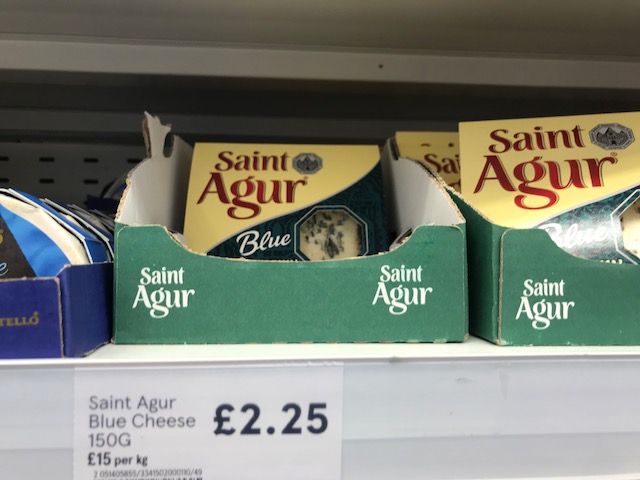 Saint
Agur
Blue
Sai
Saint
Agur
Blue
Saint
Agur
Saint
Agur
Saint
Agur
TELLO
Saint Agur
Blue Cheese
150G
£15 per kg
£2.25